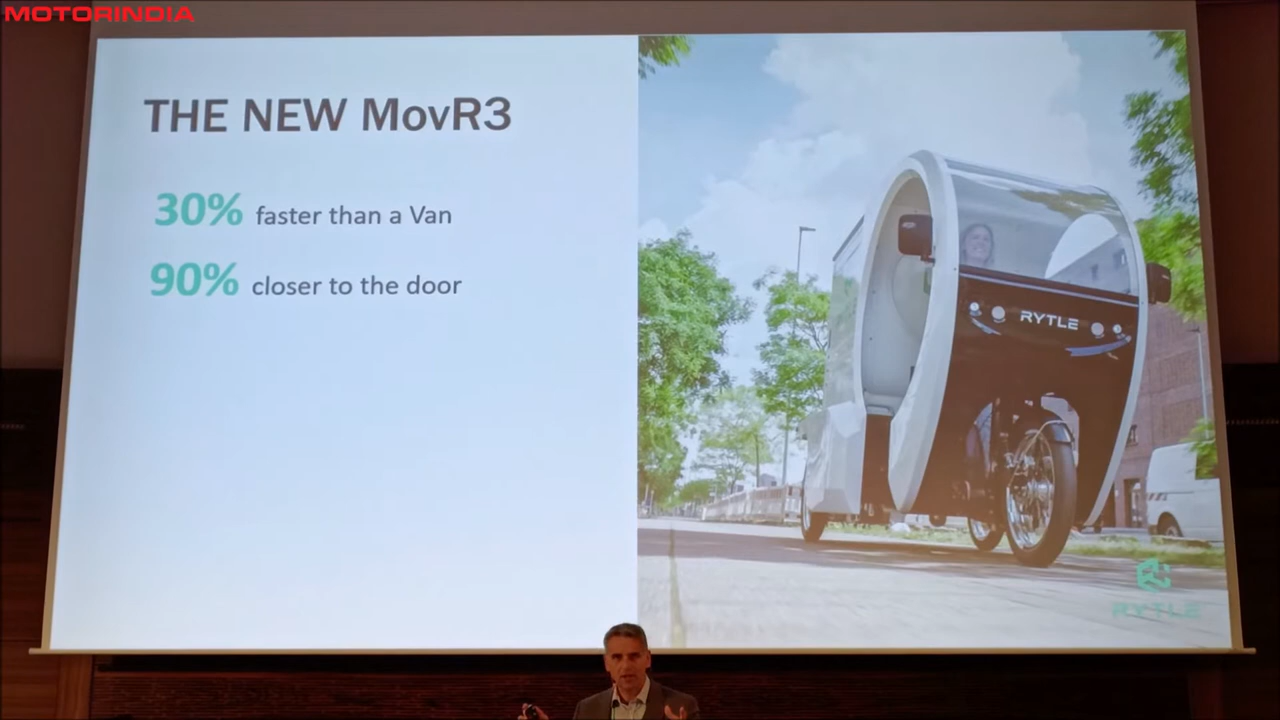 MOTORINDIA
THE NEW MovR3
30% faster than a Van
90% closer to the door
RYTLE
RYTLE